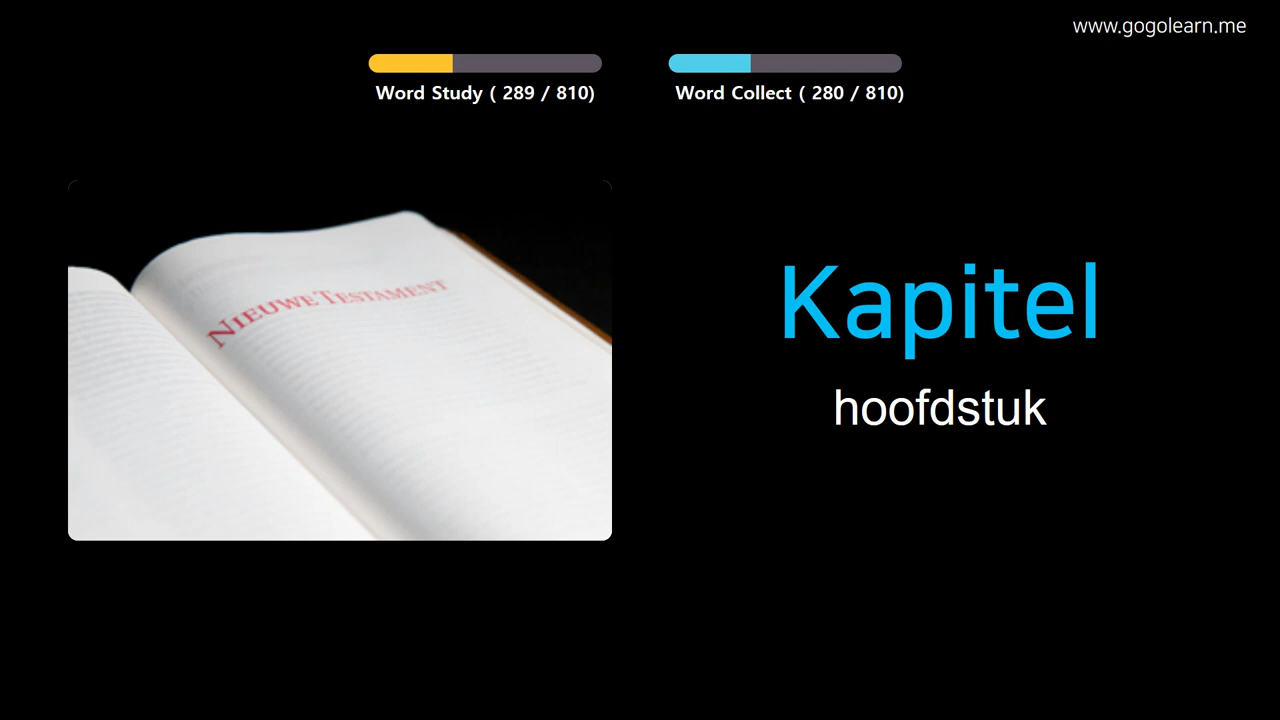 www.gogolearn.me
Word Study ( 289 / 810)
Word Collect ( 280 / 810)
NIEUWE TESTAMENT
Kapitel
hoofdstuk